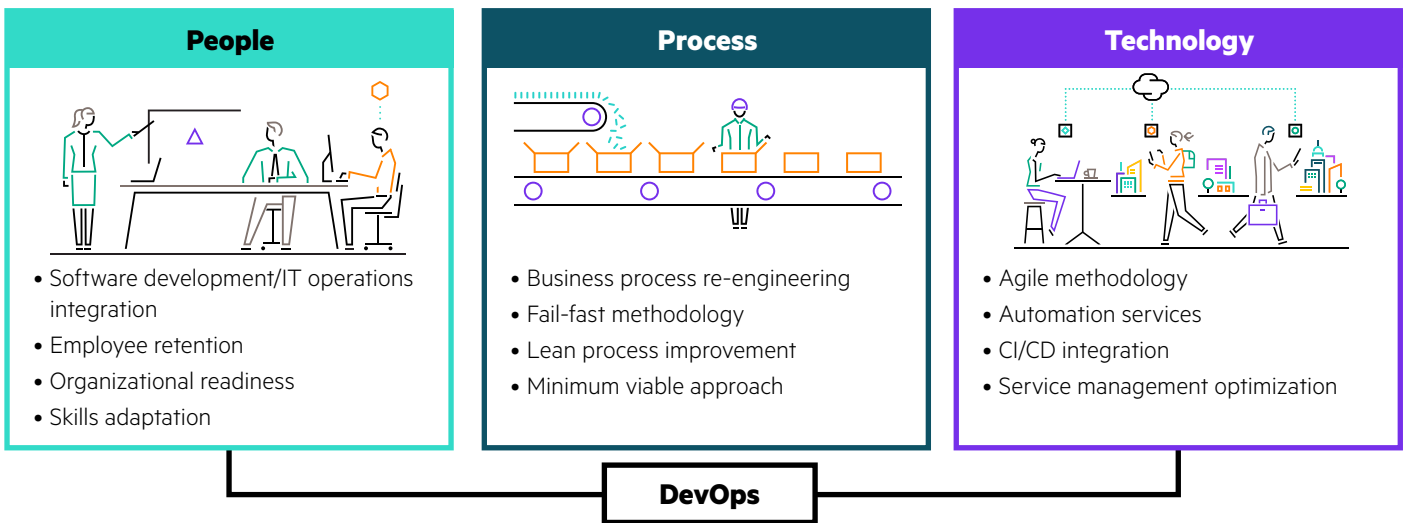 People
• Software development/IT operations
integration
• Employee retention
• Organizational readiness
• Skills adaptation
Process
• Business process re-engineering
• Fail-fast methodology
• Lean process improvement
• Minimum viable approach
Technology
• Agile methodology
• Automation services
• CI/CD integration
• Service management optimization
DevOps